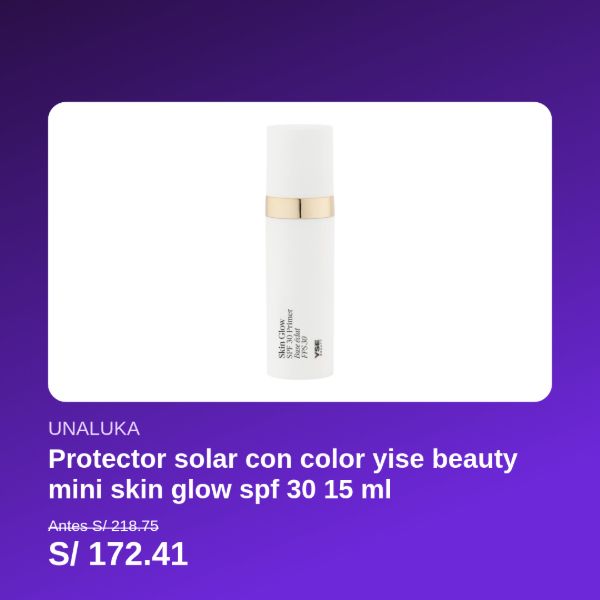 Skin Glow
SPF 30 Primer
Base éclat
FPS 30
YSE
UNALUKA
Protector solar con color yise beauty
mini skin glow spf 30 15 ml
Antes S/ 218.75
S/ 172.41